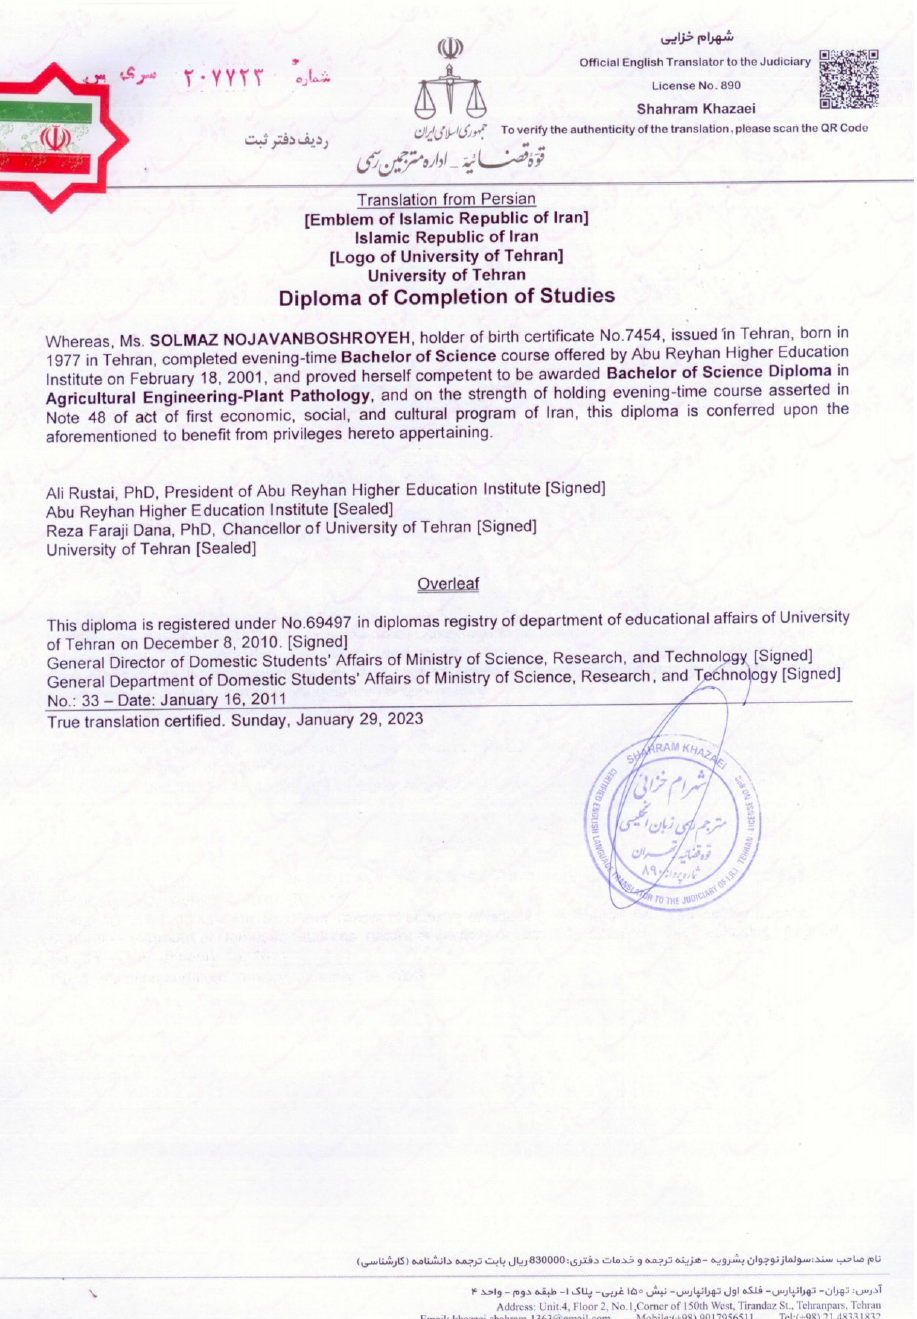 شهرام خزایی
Official English Translator to the Judiciary
License No. 890
Shahram Khazaei
To verify the authenticity of the translation, please scan the QR Code
شماره ۲۰۷۷۲۳ سری س
ردیف دفتر ثبت
جمهوری اسلامی ایران
قوه قضائیه - اداره مترجمین رسمی
Translation from Persian
[Emblem of Islamic Republic of Iran]
Islamic Republic of Iran
[Logo of University of Tehran]
University of Tehran
Diploma of Completion of Studies
Whereas, Ms. SOLMAZ NOJAVANBOSHROYEH, holder of birth certificate No.7454, issued in Tehran, born in
1977 in Tehran, completed evening-time Bachelor of Science course offered by Abu Reyhan Higher Education
Institute on February 18, 2001, and proved herself competent to be awarded Bachelor of Science Diploma in
Agricultural Engineering-Plant Pathology, and on the strength of holding evening-time course asserted in
Note 48 of act of first economic, social, and cultural program of Iran, this diploma is conferred upon the
aforementioned to benefit from privileges hereto appertaining.
Ali Rustai, PhD, President of Abu Reyhan Higher Education Institute [Signed]
Abu Reyhan Higher Education Institute [Sealed]
Reza Faraji Dana, PhD, Chancellor of University of Tehran [Signed]
University of Tehran [Sealed]
Overleaf
This diploma is registered under No.69497 in diplomas registry of department of educational affairs of University
of Tehran on December 8, 2010. [Signed]
General Director of Domestic Students' Affairs of Ministry of Science, Research, and Technology [Signed]
General Department of Domestic Students' Affairs of Ministry of Science, Research, and Technology [Signed]
No.: 33 – Date: January 16, 2011
True translation certified. Sunday, January 29, 2023
SHAHRAM KHAZAEI
CERTIFIED ENGLISH LANGUAGE TRANSLATOR TO THE JUDICIARY OF I.R.I. TEHRAN
شهرام خزائی
مترجم رسمی زبان انگلیسی
قوه قضائیه تهران
شماره پروانه: ۸۹۰
نام صاحب سند:سولماز نوجوان بشرویه -هزینه ترجمه و خدمات دفتری:830000 ریال بابت ترجمه دانشنامه (کارشناسی)
آدرس: تهران- تهرانپارس- فلکه اول تهرانپارس- نبش ۱۵۰ غربی- پلاک ۱- طبقه دوم - واحد ۴
Address: Unit.4, Floor 2, No.1,Corner of 150th West, Tirandaz St., Tehranpars, Tehran
Email: khazaei.shahram.1363@gmail.com Mobile:(+98) 9017956511 Tel:(+98) 21 48331832